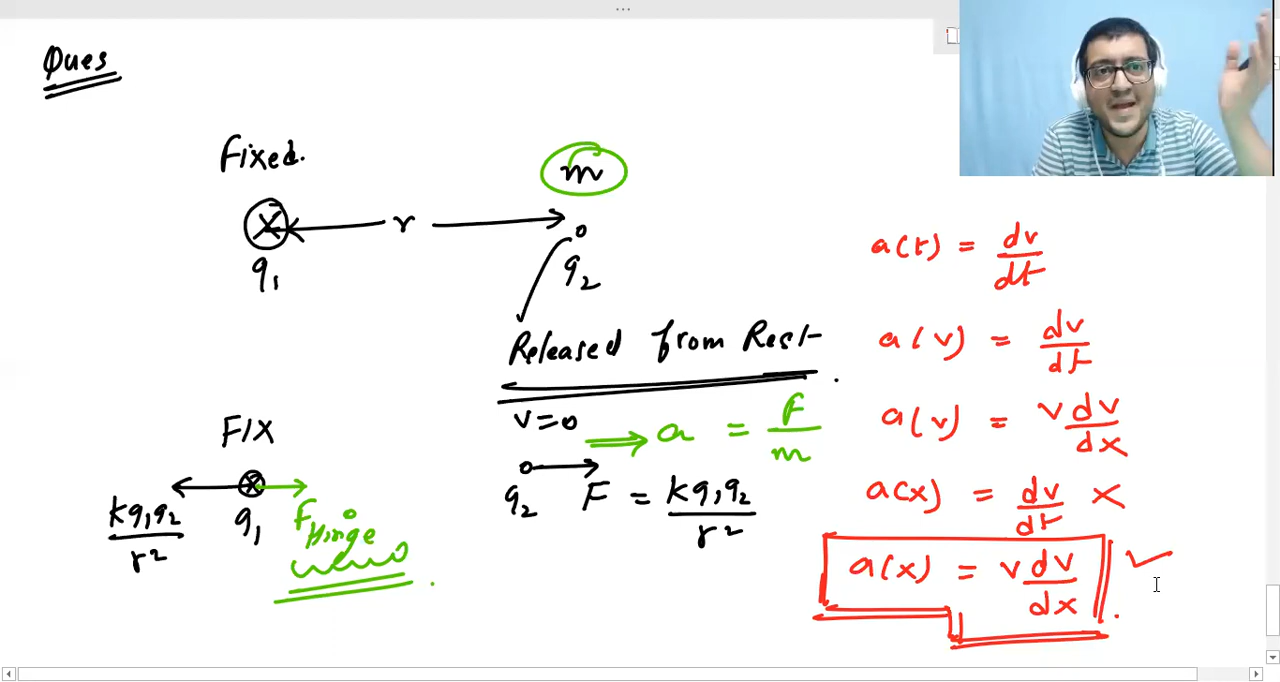 Ques
Fixed.
m
r
q₁
q₂
Released from Rest
v=0
⟹ a = F/m
q₂ F = kq₁q₂/r²
FIX
kq₁q₂/r²
q₁
FHinge
a(t) = dv/dt
a(v) = dv/dt
a(v) = v dv/dx
a(x) = dv/dt ×
a(x) = v dv/dx ✓